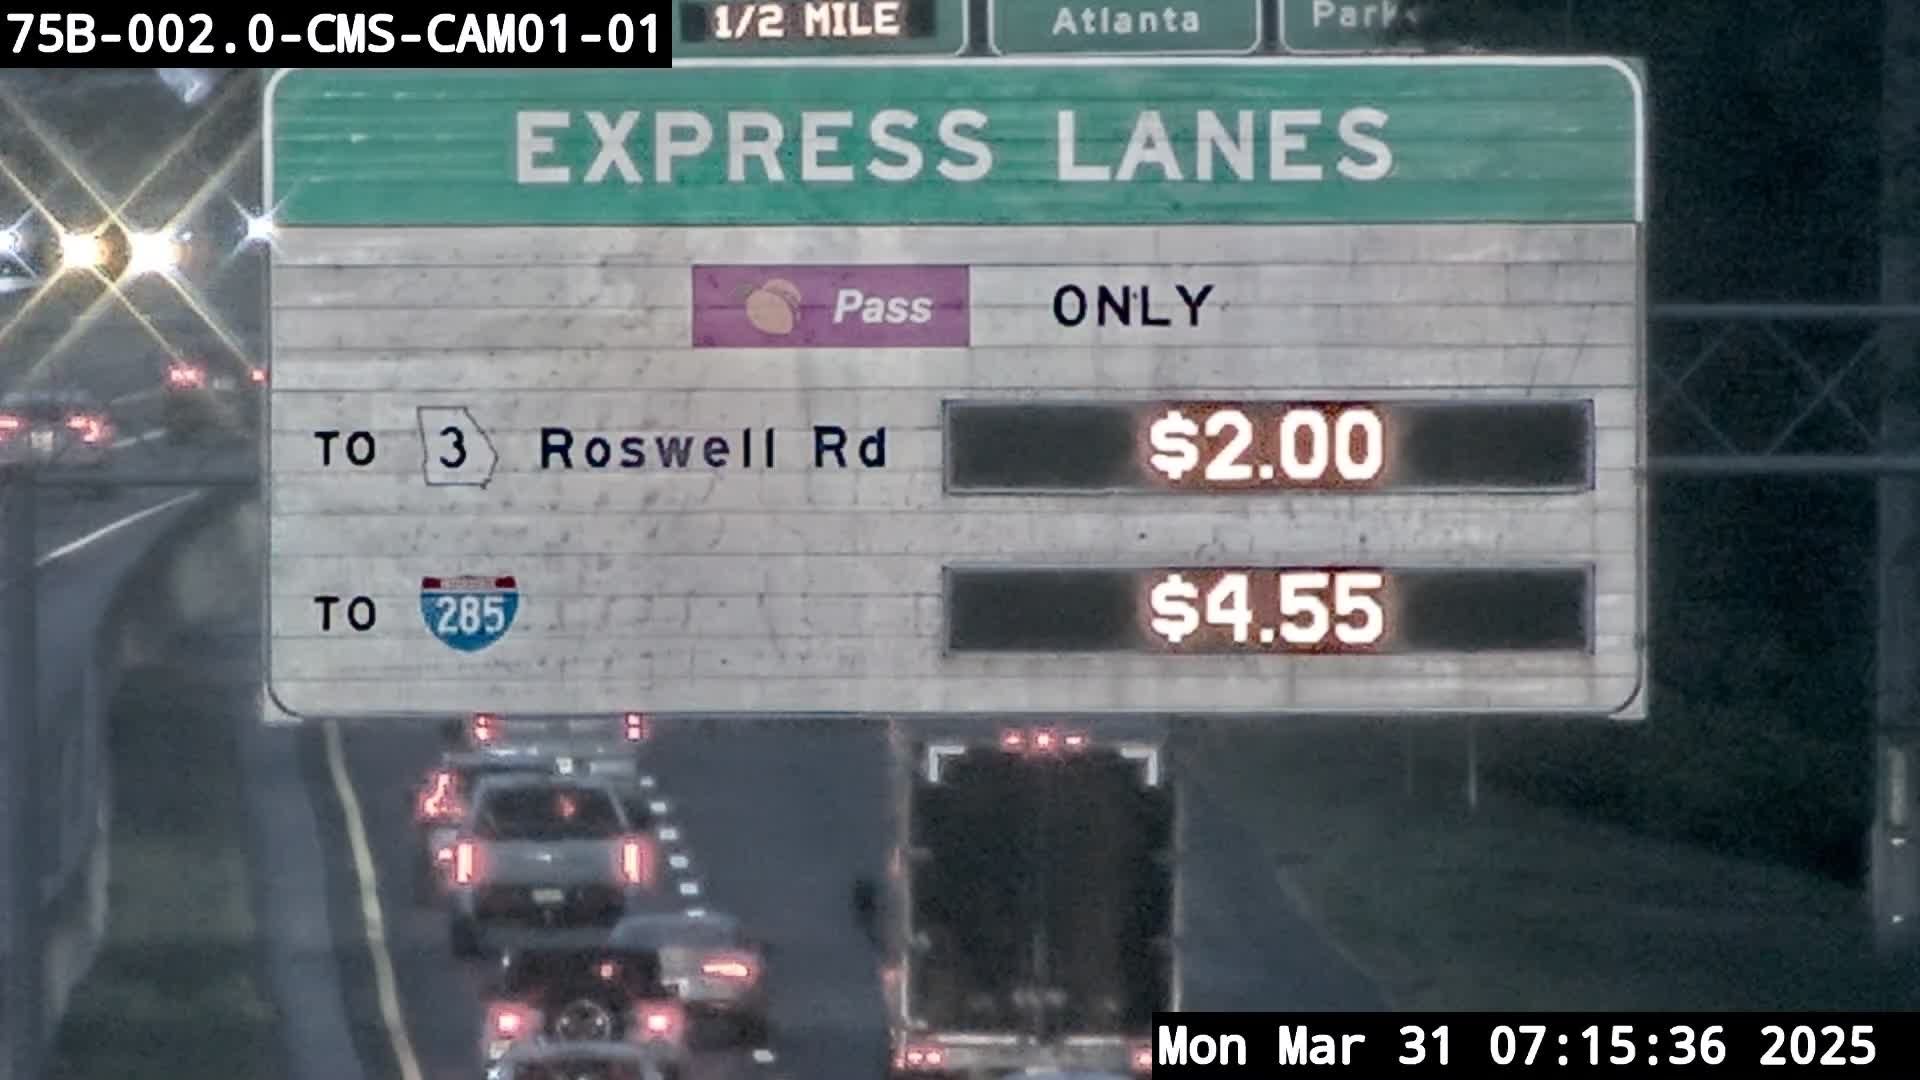 75B-002.0-CMS-CAM01-01
1/2 MILE
Atlanta
EXPRESS LANES
Pass ONLY
TO 3 Roswell Rd $2.00
TO 285 $4.55
Mon Mar 31 07:15:36 2025